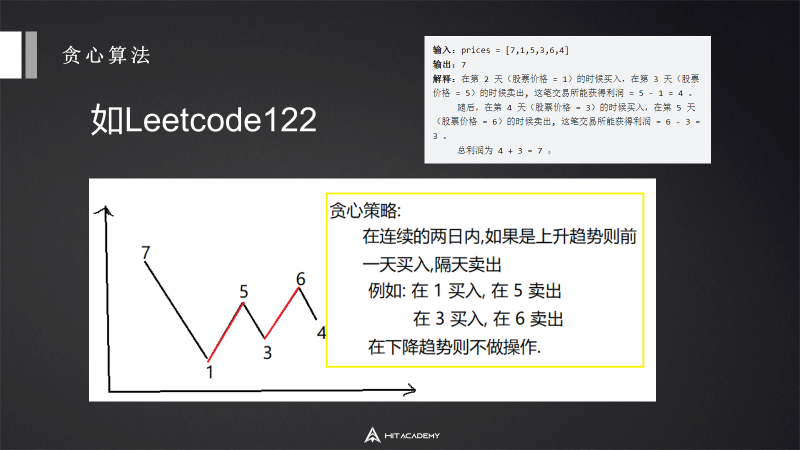 贪心算法
如Leetcode122
输入：prices = [7,1,5,3,6,4]
输出：7
解释：在第 2 天（股票价格 = 1）的时候买入，在第 3 天（股票
价格 = 5）的时候卖出, 这笔交易所能获得利润 = 5 - 1 = 4 。
随后，在第 4 天（股票价格 = 3）的时候买入，在第 5 天
（股票价格 = 6）的时候卖出, 这笔交易所能获得利润 = 6 - 3 =
3 。
总利润为 4 + 3 = 7 。
7
1
5
3
6
4
贪心策略:
在连续的两日内,如果是上升趋势则前
一天买入,隔天卖出
例如: 在 1 买入, 在 5 卖出
在 3 买入, 在 6 卖出
在下降趋势则不做操作.
HIT ACADEMY